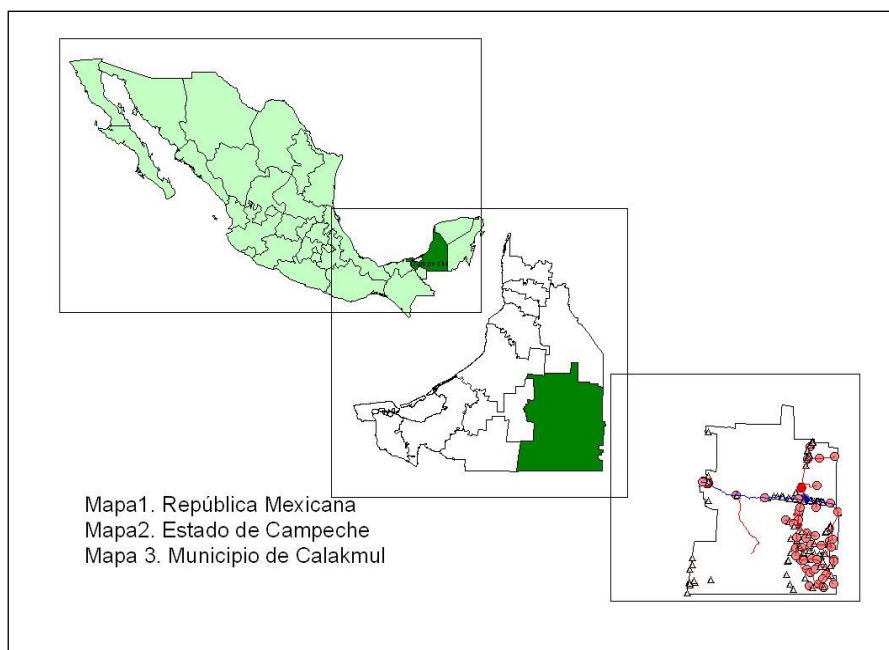 Mapa1. República Mexicana
Mapa2. Estado de Campeche
Mapa 3. Municipio de Calakmul